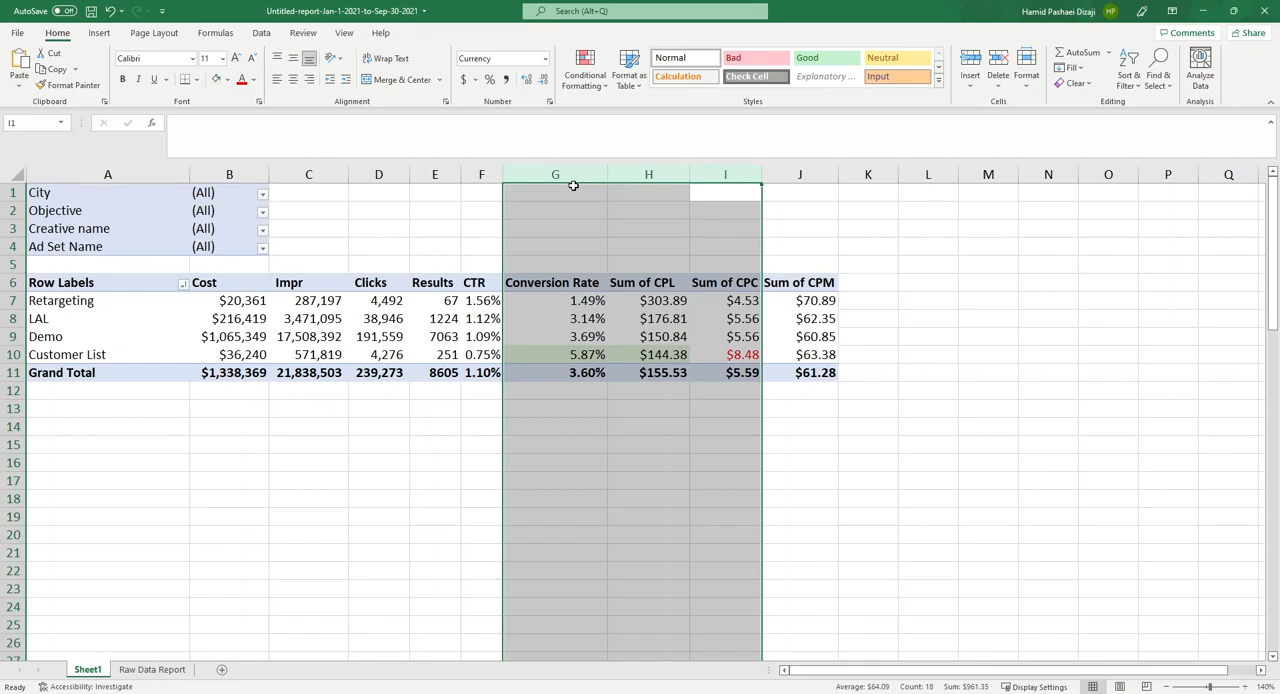 AutoSave Off Untitled-report-Jan-1-2021-to-Sep-30-2021 Search (Alt+Q) Hamid Pashaei Dizaji HP
File Home Insert Page Layout Formulas Data Review View Help Comments Share
Paste Cut Copy Format Painter
Calibri 11 Wrap Text Merge & Center Currency
Conditional Formatting Format as Table
Normal Bad Good Neutral
Calculation Check Cell Explanatory ... Input
Insert Delete Format AutoSum Fill Clear Sort & Filter Find & Select Analyze Data
Clipboard Font Alignment Number Styles Cells Editing Analysis
I1 fx
A B C D E F G H I J K L M N O P Q
1 City (All)
2 Objective (All)
3 Creative name (All)
4 Ad Set Name (All)
5
6 Row Labels Cost Impr Clicks Results CTR Conversion Rate Sum of CPL Sum of CPC Sum of CPM
7 Retargeting $20,361 287,197 4,492 67 1.56% 1.49% $303.89 $4.53 $70.89
8 LAL $216,419 3,471,095 38,946 1224 1.12% 3.14% $176.81 $5.56 $62.35
9 Demo $1,065,349 17,508,392 191,559 7063 1.09% 3.69% $150.84 $5.56 $60.85
10 Customer List $36,240 571,819 4,276 251 0.75% 5.87% $144.38 $8.48 $63.38
11 Grand Total $1,338,369 21,838,503 239,273 8605 1.10% 3.60% $155.53 $5.59 $61.28
12
13
14
15
16
17
18
19
20
21
22
23
24
25
26
Sheet1 Raw Data Report
Ready Accessibility: Investigate Average: $64.09 Count: 18 Sum: $961.35 Display Settings 140%